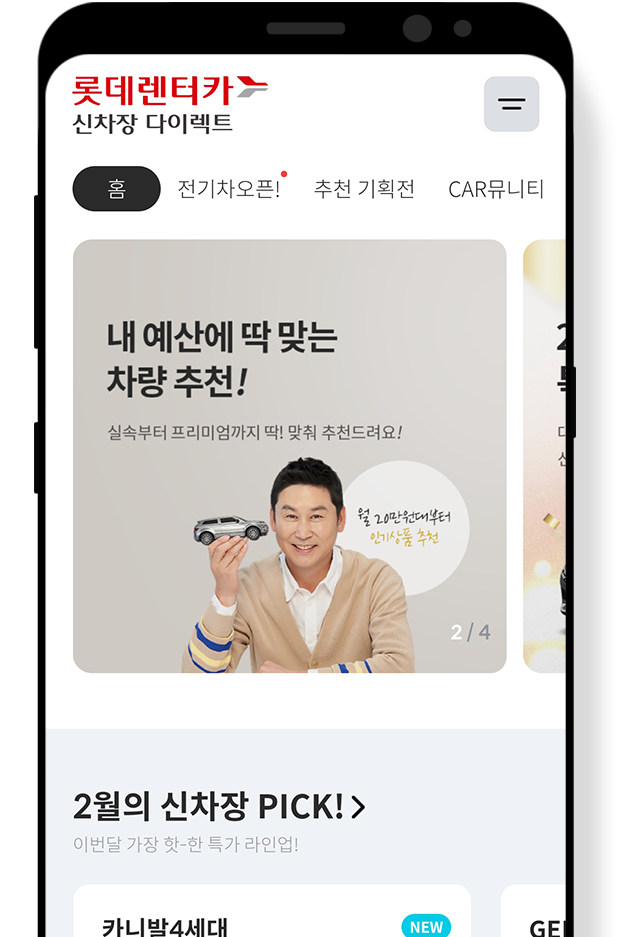 롯데렌터카
신차장 다이렉트
홈 전기차오픈! 추천 기획전 CAR뮤니티
내 예산에 딱 맞는
차량 추천!
실속부터 프리미엄까지 딱! 맞춰 추천드려요!
월 20만원대부터
인기상품 추천
2 / 4
2월의 신차장 PICK!
이번달 가장 핫-한 특가 라인업!
카니발4세대 NEW